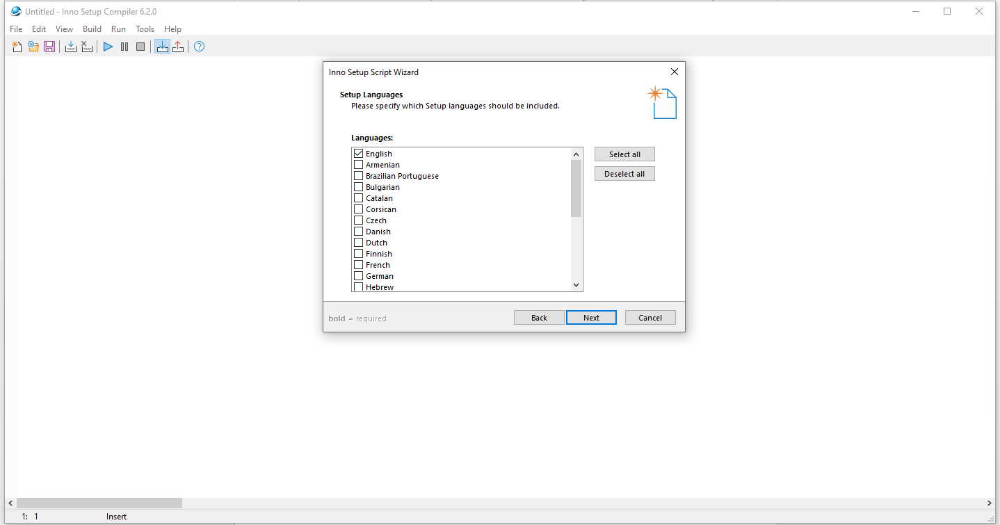 Untitled - Inno Setup Compiler 6.2.0
File Edit View Build Run Tools Help
Inno Setup Script Wizard
Setup Languages
Please specify which Setup languages should be included.
Languages:
English
Armenian
Brazilian Portuguese
Bulgarian
Catalan
Corsican
Czech
Danish
Dutch
Finnish
French
German
Hebrew
Select all
Deselect all
bold = required
Back Next Cancel
1: 1 Insert